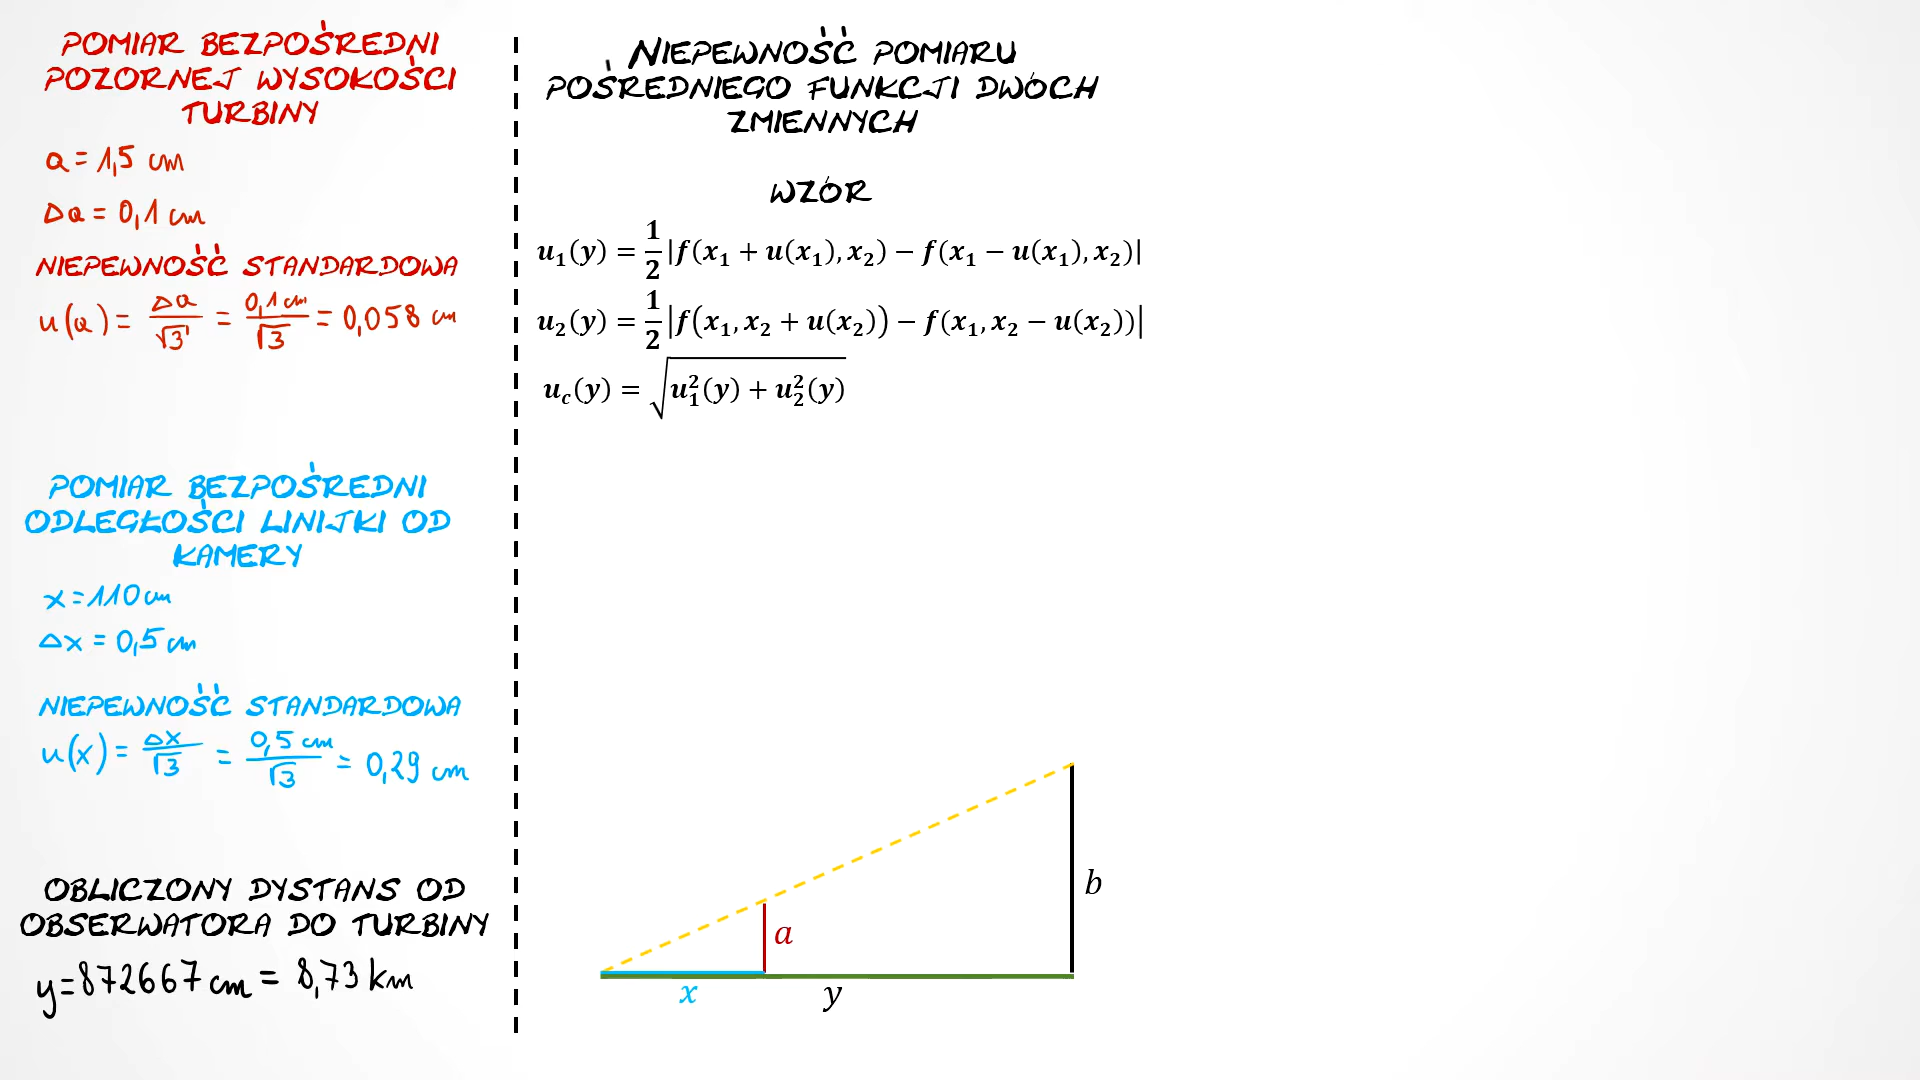 POMIAR BEZPOŚREDNI
POZORNEJ WYSOKOŚCI
TURBINY
a = 1,5 cm
Δa = 0,1 cm
NIEPEWNOŚĆ STANDARDOWA
u(a) = Δa/√3 = 0,1 cm/√3 = 0,058 cm
POMIAR BEZPOŚREDNI
ODLEGŁOŚCI LINIJKI OD
KAMERY
x = 110 cm
Δx = 0,5 cm
NIEPEWNOŚĆ STANDARDOWA
u(x) = Δx/√3 = 0,5 cm/√3 = 0,29 cm
OBLICZONY DYSTANS OD
OBSERWATORA DO TURBINY
y = 872667 cm = 8,73 km
NIEPEWNOŚĆ POMIARU
POŚREDNIEGO FUNKCJI DWÓCH
ZMIENNYCH
WZÓR
u₁(y) = 1/2 |f(x₁ + u(x₁), x₂) − f(x₁ − u(x₁), x₂)|
u₂(y) = 1/2 |f(x₁, x₂ + u(x₂)) − f(x₁, x₂ − u(x₂))|
u_c(y) = √(u₁²(y) + u₂²(y))
b
a
x
y